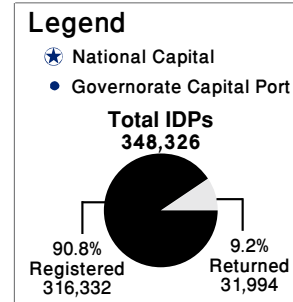 Legend
National Capital
Governorate Capital Port
Total IDPs
348,326
90.8%
Registered
316,332
9.2%
Returned
31,994